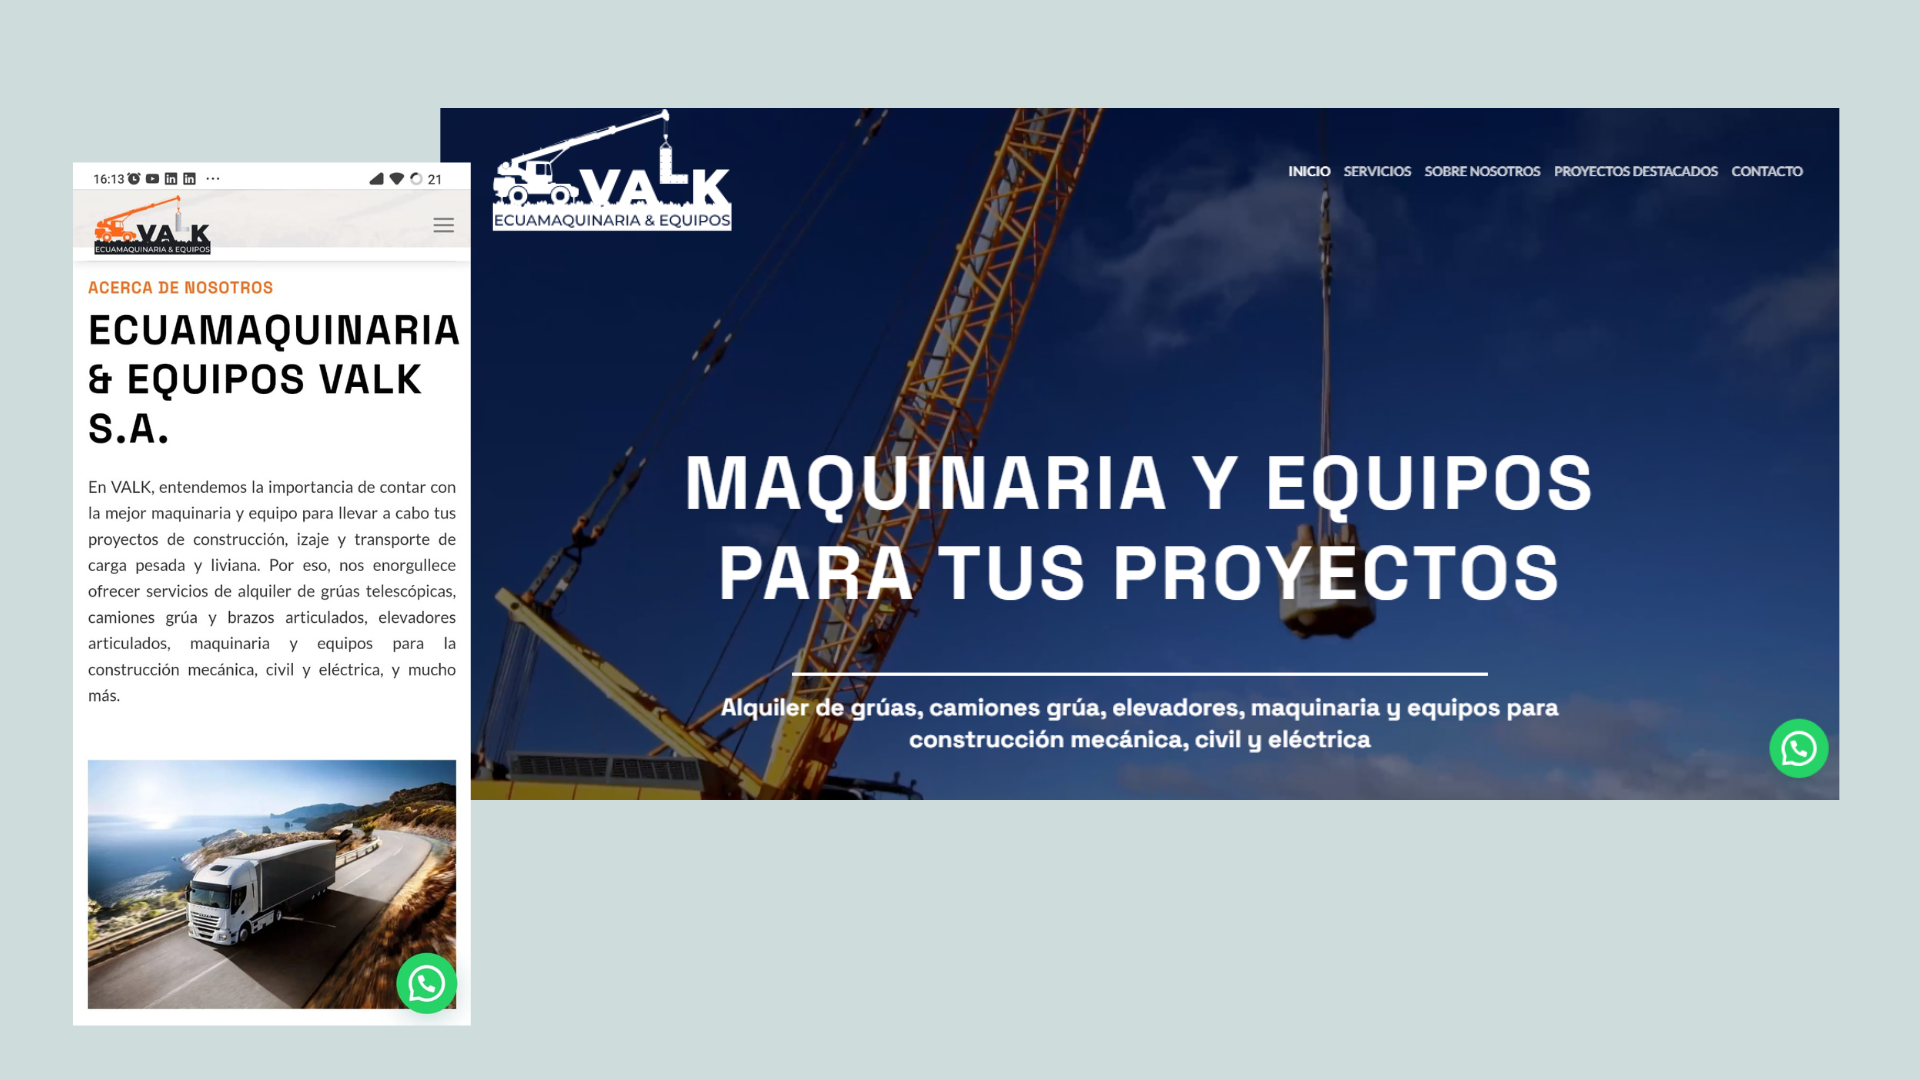 16:13
21
VALK
ECUAMAQUINARIA & EQUIPOS
ACERCA DE NOSOTROS
ECUAMAQUINARIA
& EQUIPOS VALK
S.A.
En VALK, entendemos la importancia de contar con
la mejor maquinaria y equipo para llevar a cabo tus
proyectos de construcción, izaje y transporte de
carga pesada y liviana. Por eso, nos enorgullece
ofrecer servicios de alquiler de grúas telescópicas,
camiones grúa y brazos articulados, elevadores
articulados, maquinaria y equipos para la
construcción mecánica, civil y eléctrica, y mucho
más.
VALK
ECUAMAQUINARIA & EQUIPOS
INICIO SERVICIOS SOBRE NOSOTROS PROYECTOS DESTACADOS CONTACTO
MAQUINARIA Y EQUIPOS
PARA TUS PROYECTOS
Alquiler de grúas, camiones grúa, elevadores, maquinaria y equipos para
construcción mecánica, civil y eléctrica